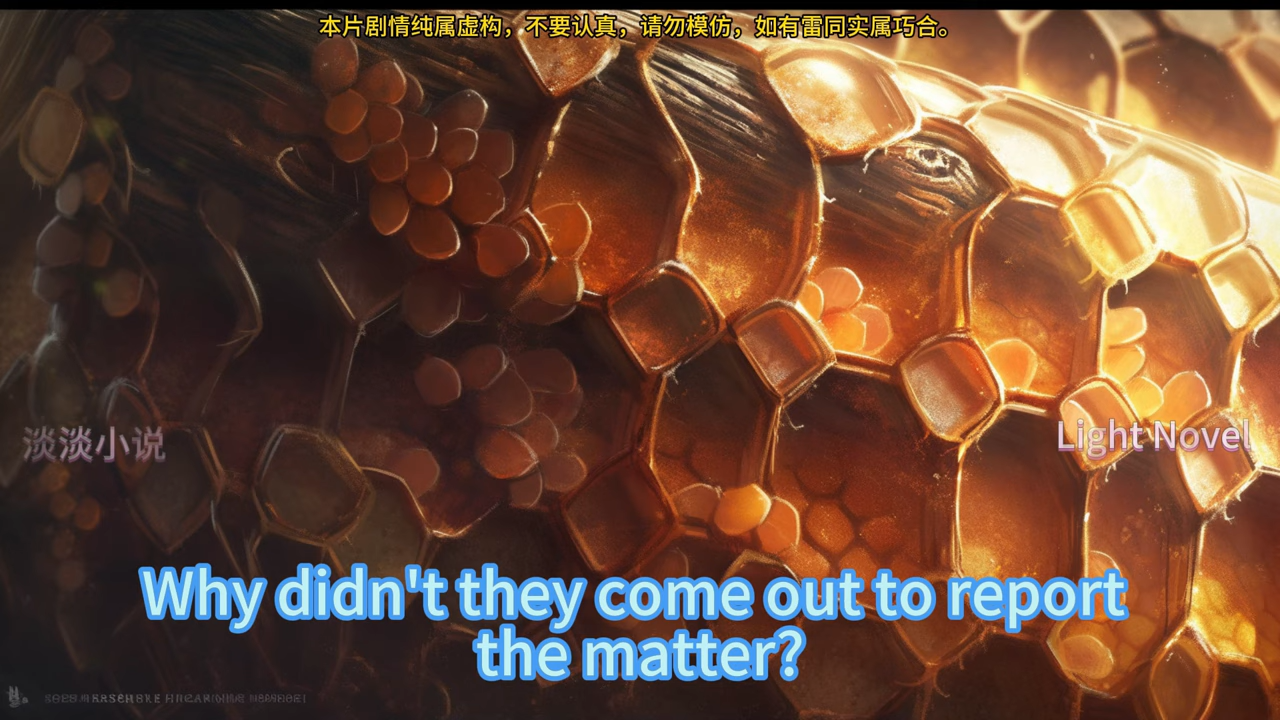 本片剧情纯属虚构，不要认真，请勿模仿，如有雷同实属巧合。
淡淡小说
Light Novel
Why didn't they come out to report
the matter?